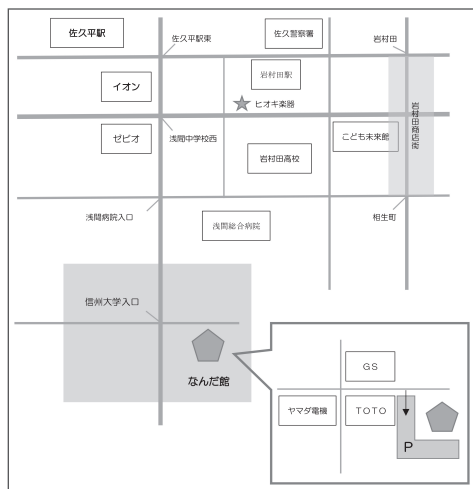 佐久平駅
佐久平駅東
佐久警察署
岩村田
イオン
岩村田駅
ヒオキ楽器
岩村田商店街
ゼビオ
浅間中学校西
こども未来館
岩村田高校
浅間病院入口
浅間総合病院
相生町
信州大学入口
なんだ館
GS
ヤマダ電機
TOTO
P